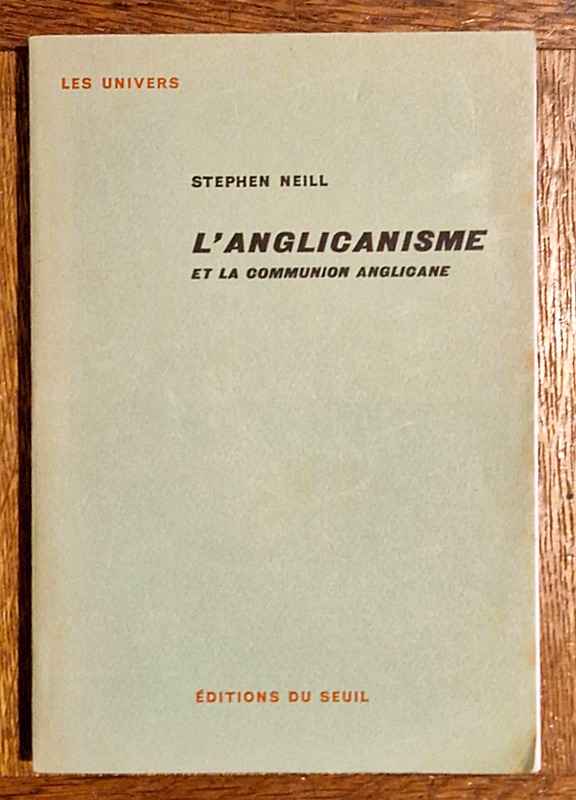 LES UNIVERS
STEPHEN NEILL
L'ANGLICANISME
ET LA COMMUNION ANGLICANE
ÉDITIONS DU SEUIL